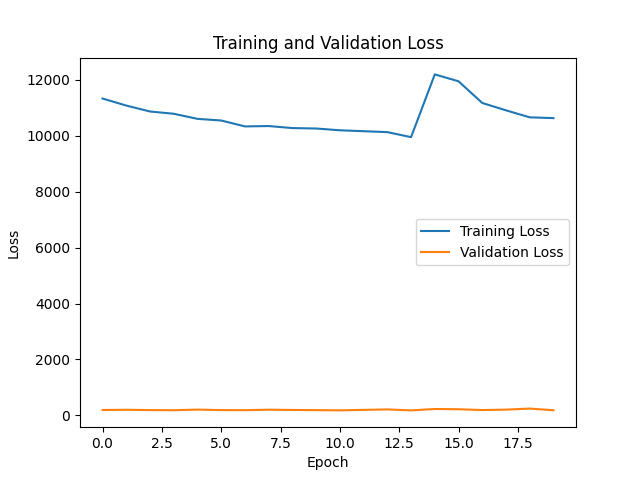 Training and Validation Loss
12000
10000
8000
6000
4000
2000
0
Loss
Training Loss
Validation Loss
0.0 2.5 5.0 7.5 10.0 12.5 15.0 17.5
Epoch